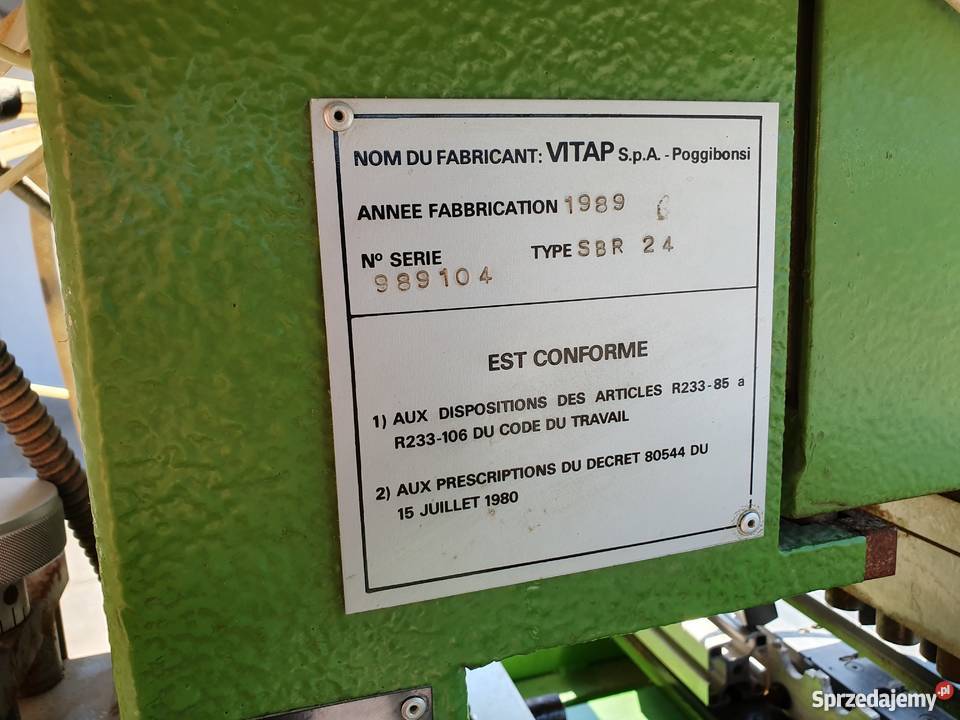 NOM DU FABRICANT: VITAP S.p.A. - Poggibonsi
ANNEE FABBRICATION 1989 6
Nº SERIE TYPE SBR 24
989104
EST CONFORME
1) AUX DISPOSITIONS DES ARTICLES R233-85 a
R233-106 DU CODE DU TRAVAIL
2) AUX PRESCRIPTIONS DU DECRET 80544 DU
15 JUILLET 1980
Sprzedajemy.pl